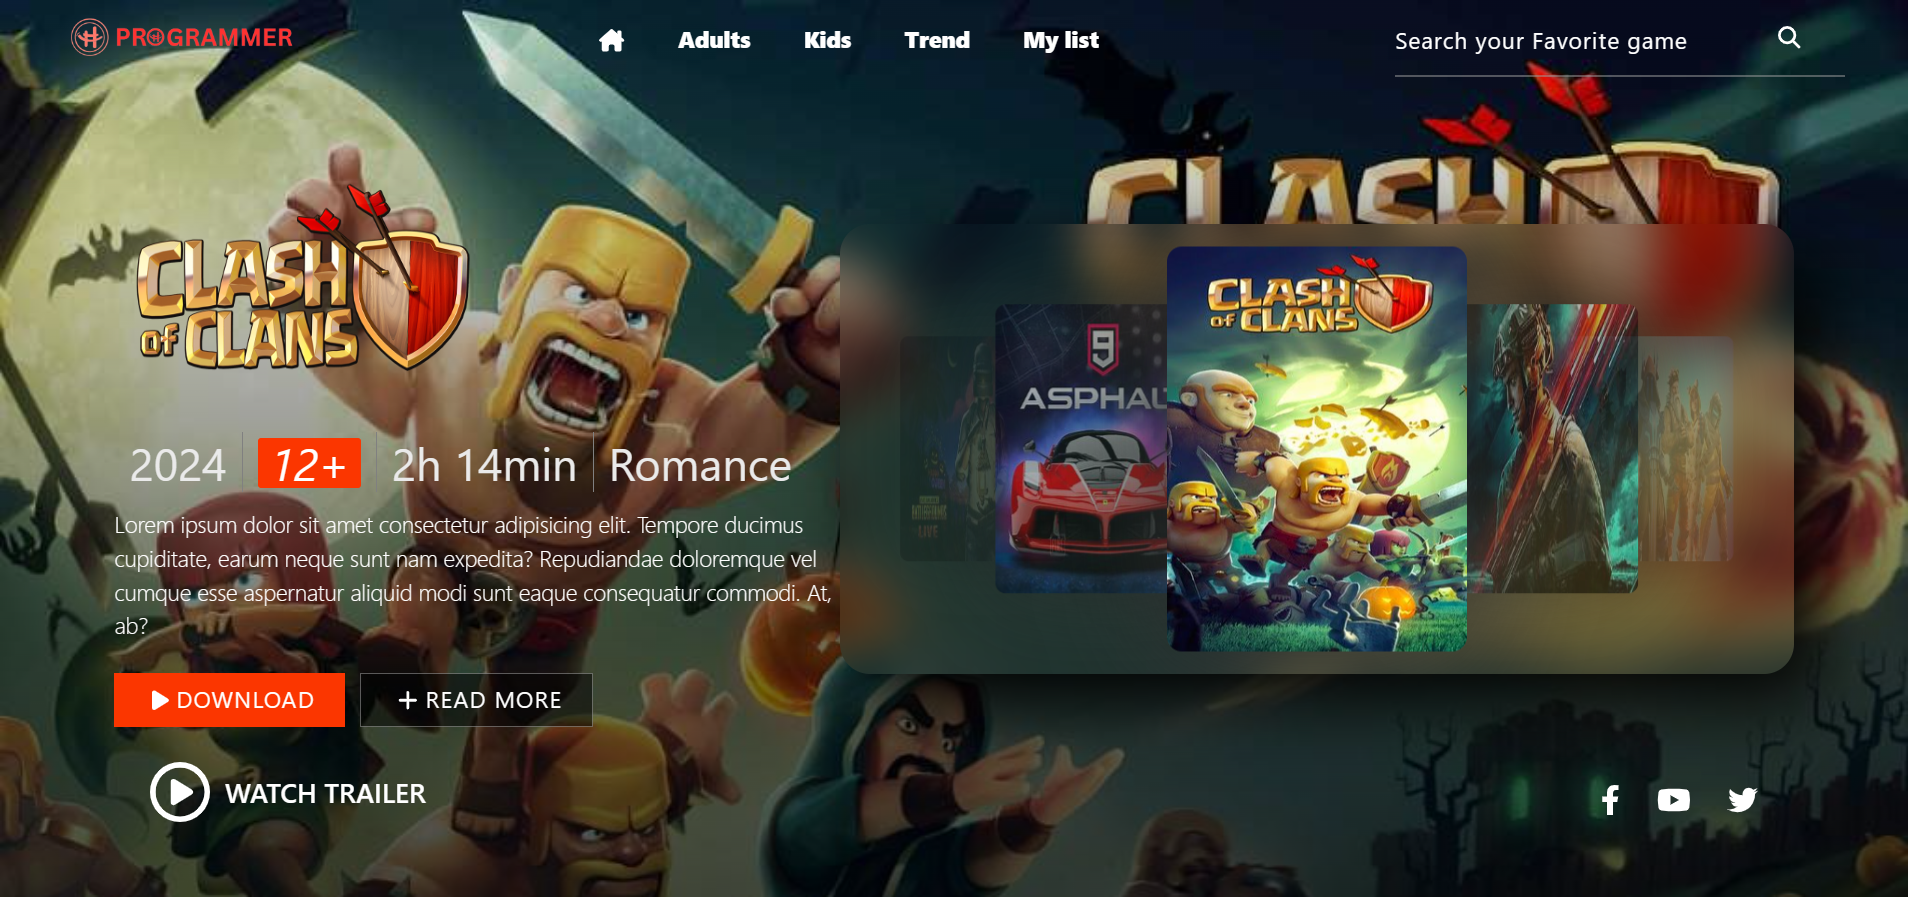 PROGRAMMER
Adults
Kids
Trend
My list
Search your Favorite game
CLASH
CLASH
OF CLANS
2024
12+
2h 14min
Romance
Lorem ipsum dolor sit amet consectetur adipisicing elit. Tempore ducimus
cupiditate, earum neque sunt nam expedita? Repudiandae doloremque vel
cumque esse aspernatur aliquid modi sunt eaque consequatur commodi. At,
ab?
DOWNLOAD
READ MORE
WATCH TRAILER
BATTLEGROUNDS
LIVE
9
ASPHAL
CLASH
OF CLANS